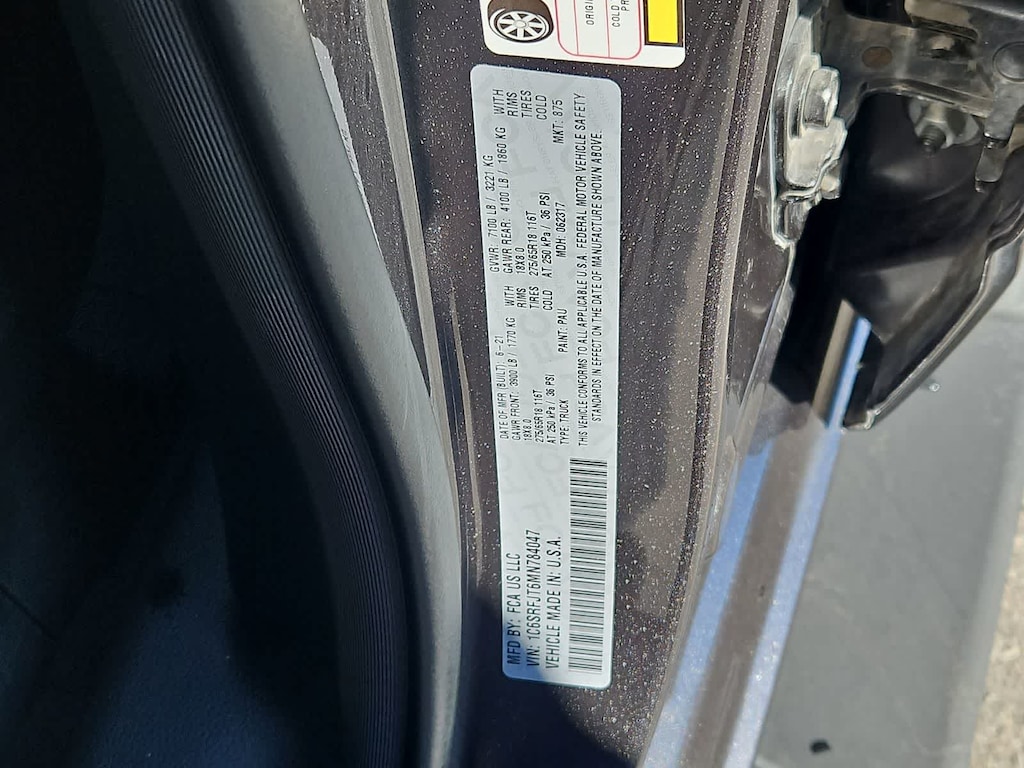 ORIGI
COLD
PR
MFD BY: FCA US LLC
VIN: 1C6SRFJT6MN784047
VEHICLE MADE IN: U.S.A.
DATE OF MFR (BUILT): 6-21
GVWR: 7100 LB / 3221 KG
GAWR FRONT: 3900 LB / 1770 KG WITH
18X8.0 RIMS
275/65R18 116T TIRES
AT 250 kPa / 36 PSI COLD
GAWR REAR: 4100 LB / 1860 KG WITH
18X8.0 RIMS
275/65R18 116T TIRES
AT 250 kPa / 36 PSI COLD
TYPE: TRUCK PAINT: PAU MDH: 062317 MKT: 875
THIS VEHICLE CONFORMS TO ALL APPLICABLE U.S.A. FEDERAL MOTOR VEHICLE SAFETY
STANDARDS IN EFFECT ON THE DATE OF MANUFACTURE SHOWN ABOVE.